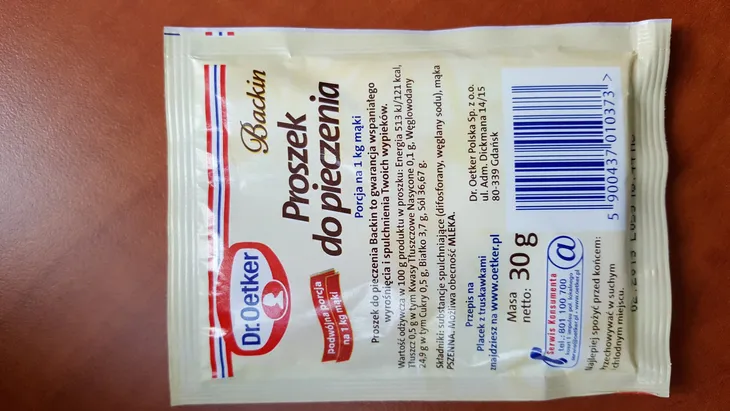 Dr.Oetker
Backin
podwójna porcja
na 1 kg mąki
Proszek
do pieczenia
Porcja na 1 kg mąki
Proszek do pieczenia Backin to gwarancja wspaniałego
wyrośnięcia i spulchnienia Twoich wypieków.
Wartość odżywcza w 100 g produktu w proszku: Energia 513 kJ/121 kcal,
Tłuszcz 0,5 g w tym Kwasy Tłuszczowe Nasycone 0,1 g, Węglowodany
24,9 g w tym Cukry 0,5 g, Białko 3,7 g, Sól 36,67 g.
Składniki: substancje spulchniające (difosforany, węglany sodu), mąka
PSZENNA. Możliwa obecność MLEKA.
Przepis na
Placek z truskawkami
znajdziesz na www.oetker.pl
Dr. Oetker Polska Sp. z o.o.
ul. Adm. Dickmana 14/15
80-339 Gdańsk
Masa
netto: 30 g
5 900437 010373 >
Serwis Konsumenta
tel.: 801 100 700
@
Najlepiej spożyć przed końcem:
Przechowywać w suchym
i chłodnym miejscu.